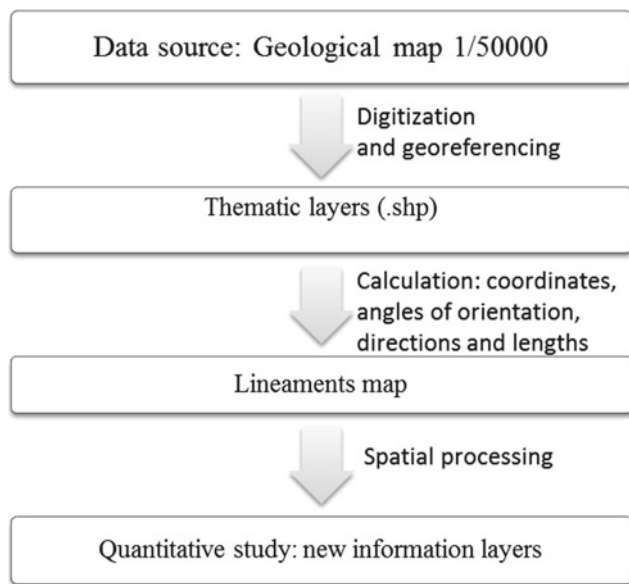 Data source: Geological map 1/50000
Digitization
and georeferencing
Thematic layers (.shp)
Calculation: coordinates,
angles of orientation,
directions and lengths
Lineaments map
Spatial processing
Quantitative study: new information layers